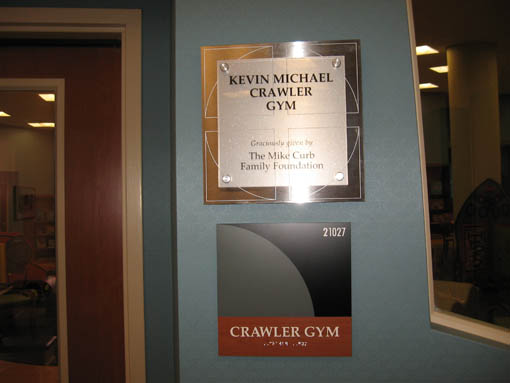 KEVIN MICHAEL
CRAWLER
GYM
Graciously given by
The Mike Curb
Family Foundation
21027
CRAWLER GYM